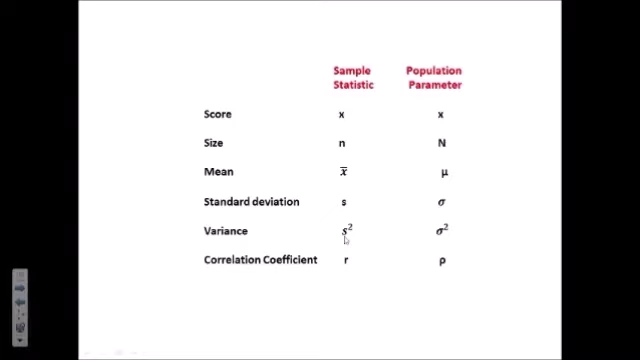 Sample Population
Statistic Parameter
Score x x
Size n N
Mean x̅ μ
Standard deviation s σ
Variance s² σ²
Correlation Coefficient r ρ